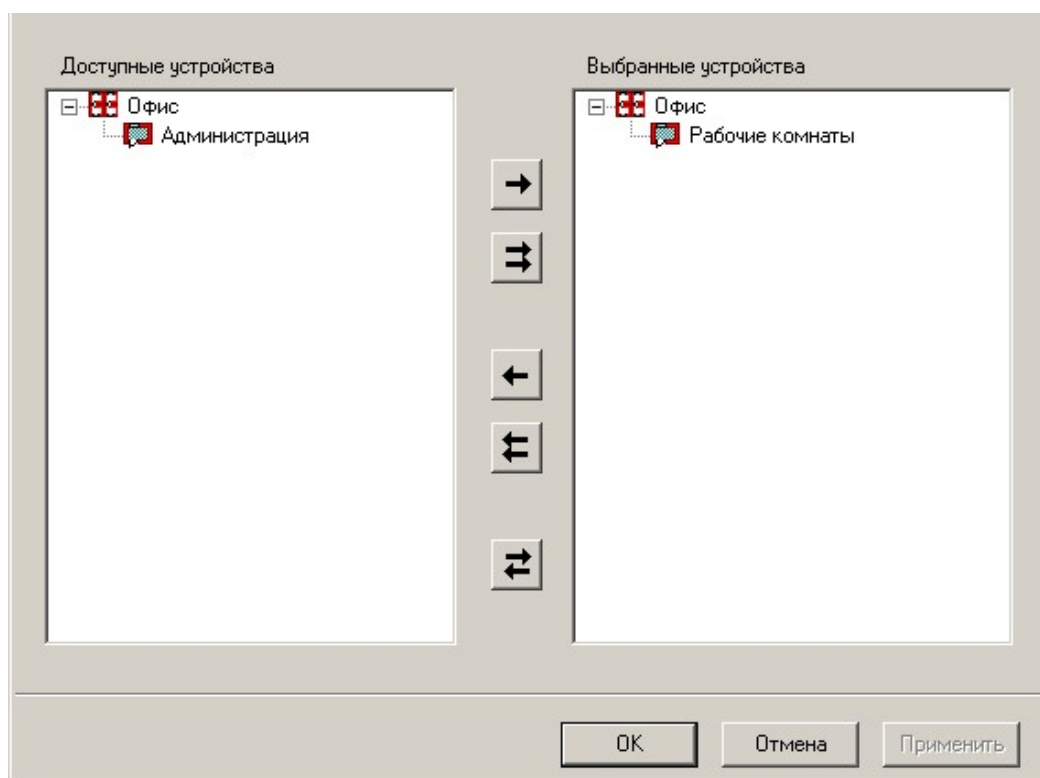 Доступные устройства
Офис
Администрация
Выбранные устройства
Офис
Рабочие комнаты
OK
Отмена
Применить